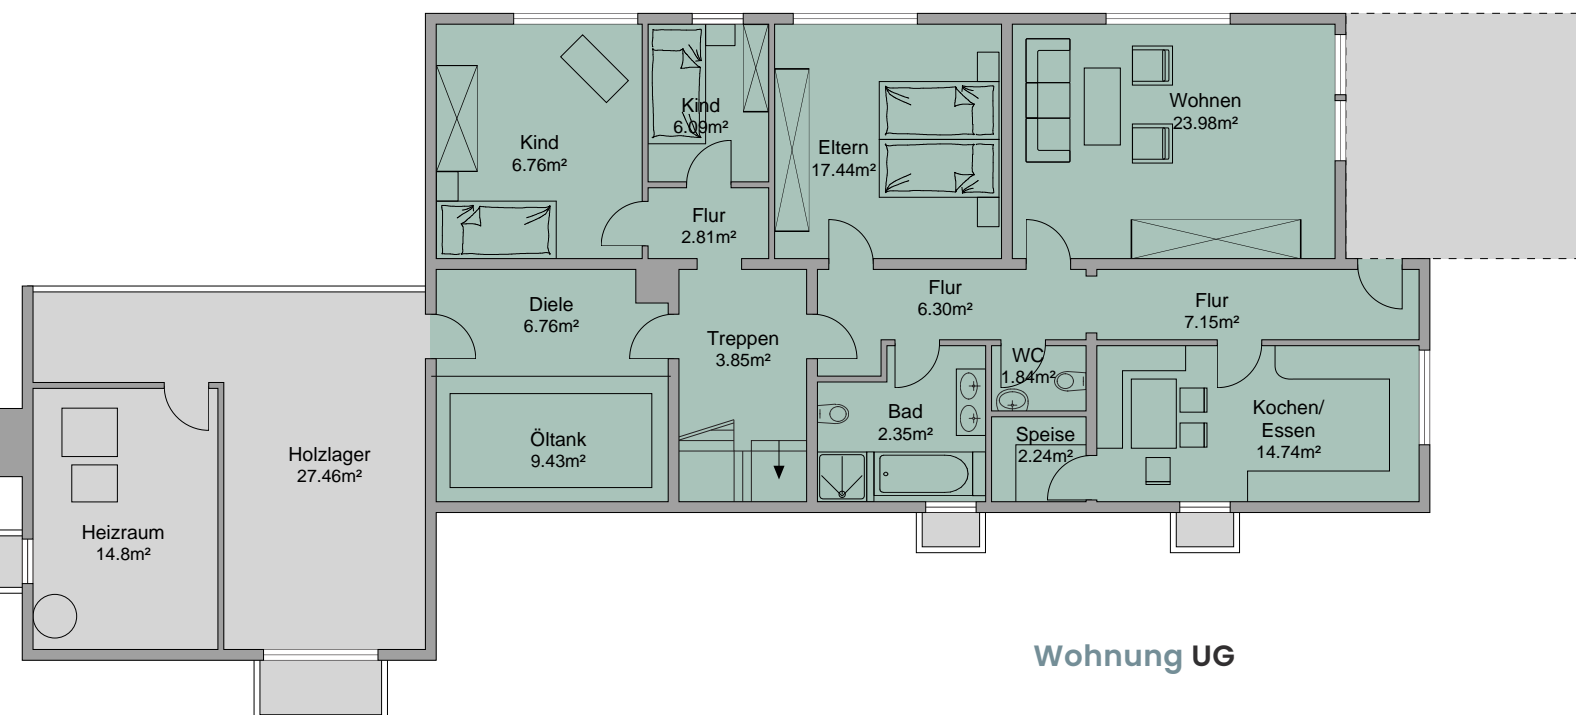 Kind
6.76m²
Kind
6.09m²
Eltern
17.44m²
Wohnen
23.98m²
Flur
2.81m²
Diele
6.76m²
Treppen
3.85m²
Flur
6.30m²
Flur
7.15m²
WC
1.84m²
Bad
2.35m²
Speise
2.24m²
Kochen/
Essen
14.74m²
Öltank
9.43m²
Holzlager
27.46m²
Heizraum
14.8m²
Wohnung UG